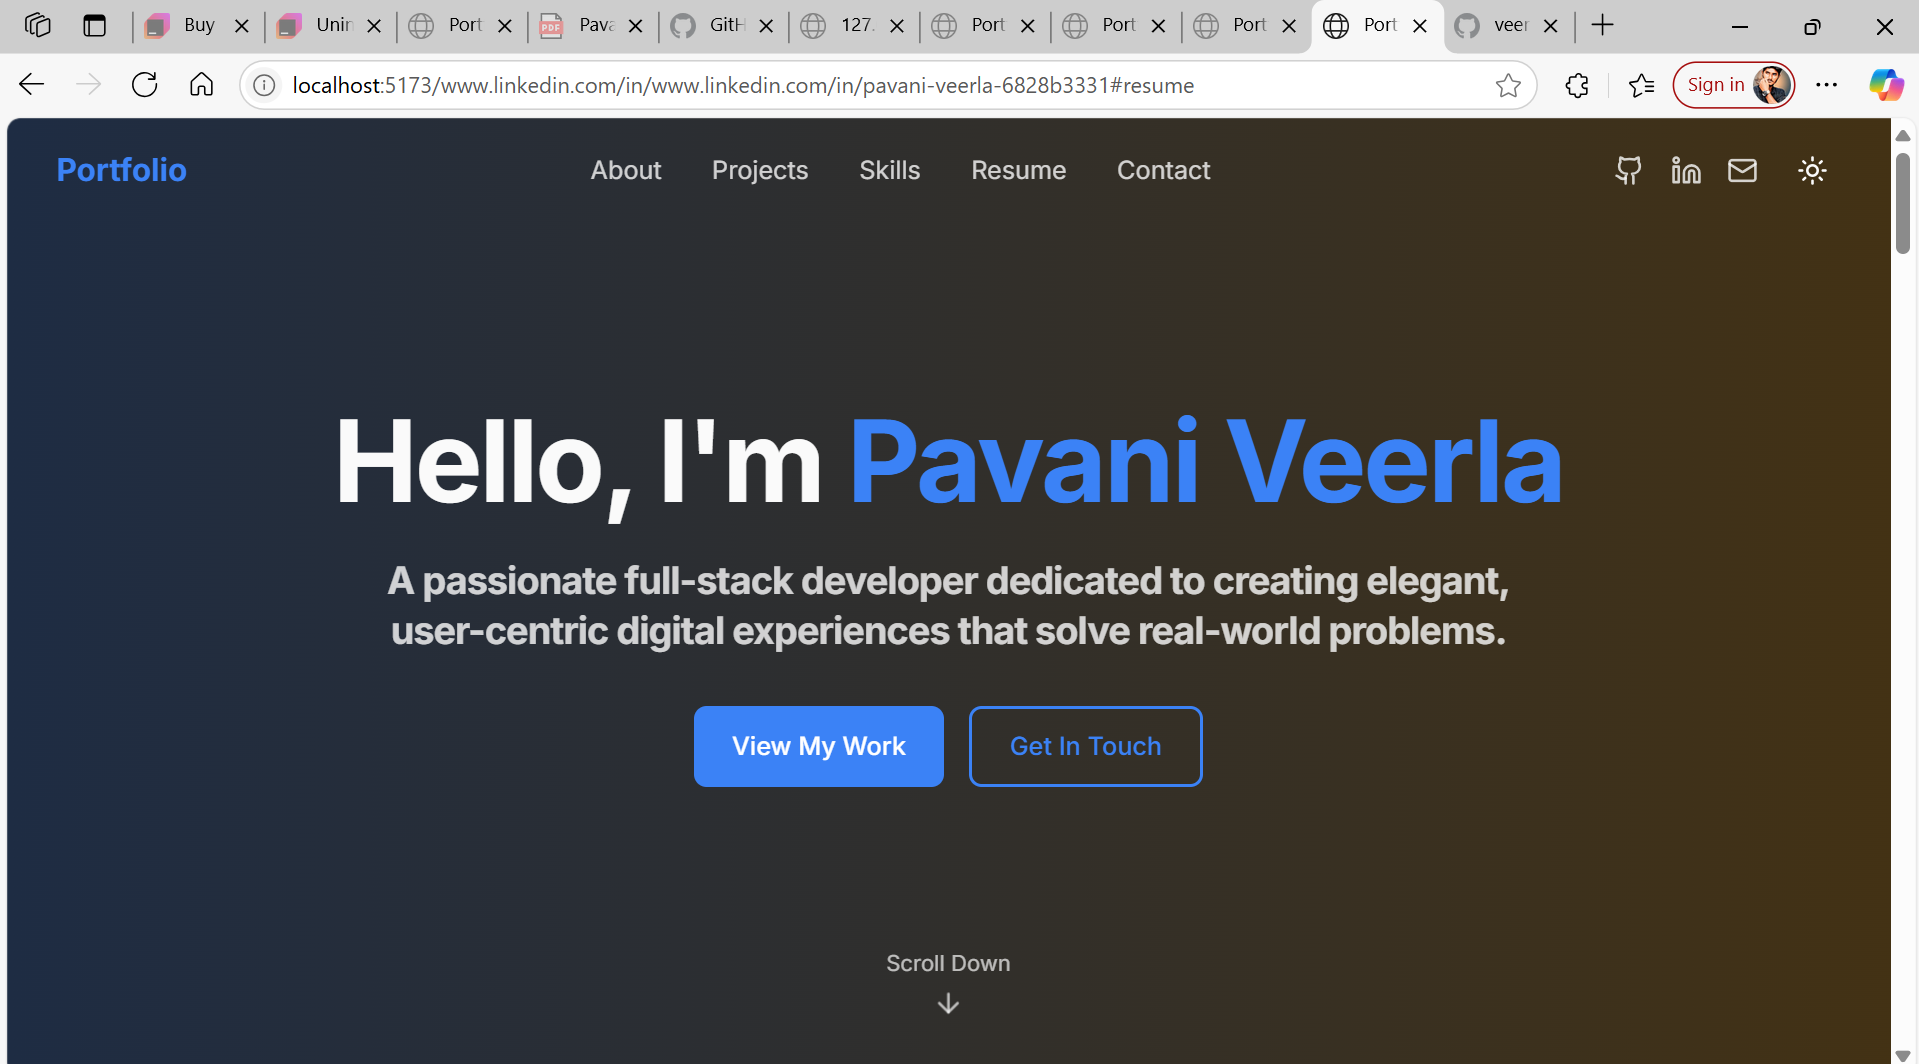 Buy
Unin
Port
PDF
Pava
GitH
127.
Port
Port
Port
Port
veer
localhost:5173/www.linkedin.com/in/www.linkedin.com/in/pavani-veerla-6828b3331#resume
Sign in
Portfolio
About
Projects
Skills
Resume
Contact
Hello, I'm Pavani Veerla
A passionate full-stack developer dedicated to creating elegant,
user-centric digital experiences that solve real-world problems.
View My Work
Get In Touch
Scroll Down